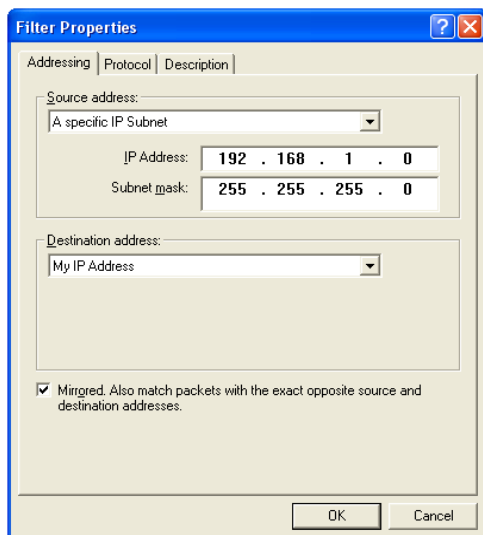 Filter Properties
Addressing Protocol Description
Source address:
A specific IP Subnet
IP Address: 192 . 168 . 1 . 0
Subnet mask: 255 . 255 . 255 . 0
Destination address:
My IP Address
Mirrored. Also match packets with the exact opposite source and
destination addresses.
OK Cancel